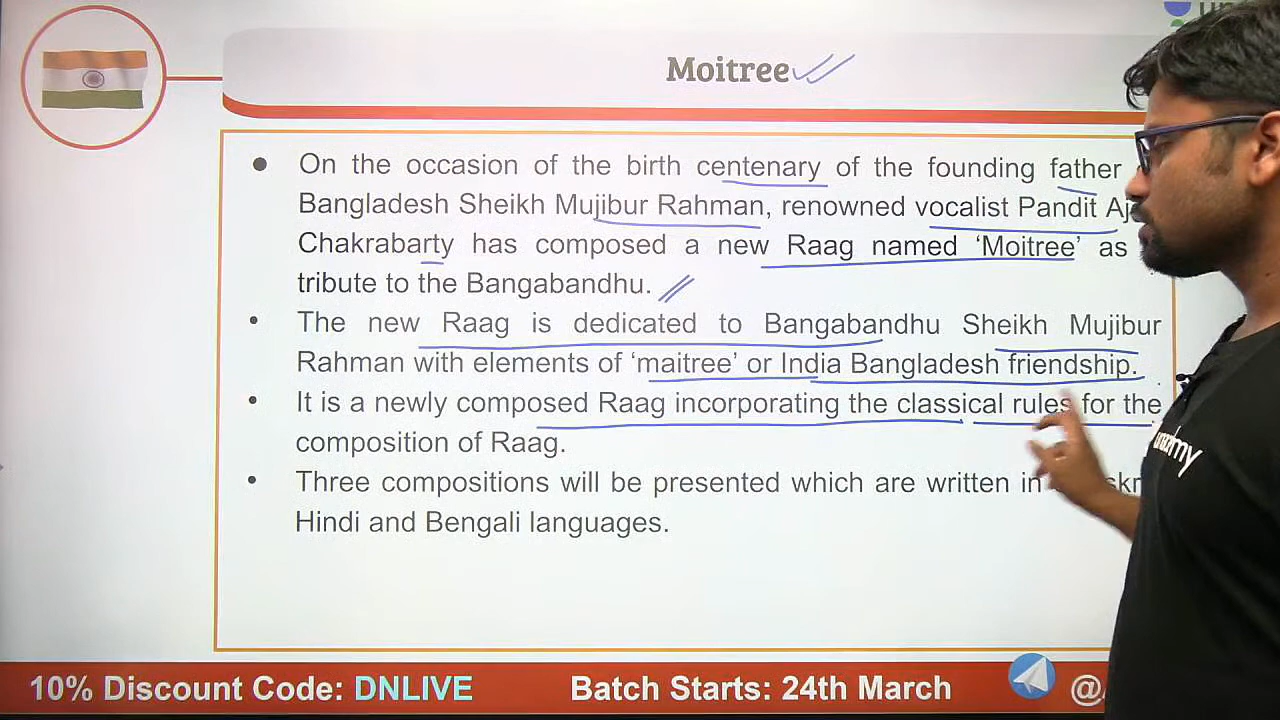 Moitree
● On the occasion of the birth centenary of the founding father
Bangladesh Sheikh Mujibur Rahman, renowned vocalist Pandit
Chakrabarty has composed a new Raag named ‘Moitree’ as
tribute to the Bangabandhu.
• The new Raag is dedicated to Bangabandhu Sheikh Mujibur
Rahman with elements of ‘maitree’ or India Bangladesh friendship.
• It is a newly composed Raag incorporating the classical rules for the
composition of Raag.
• Three compositions will be presented which are written in
Hindi and Bengali languages.
10% Discount Code: DNLIVE
Batch Starts: 24th March